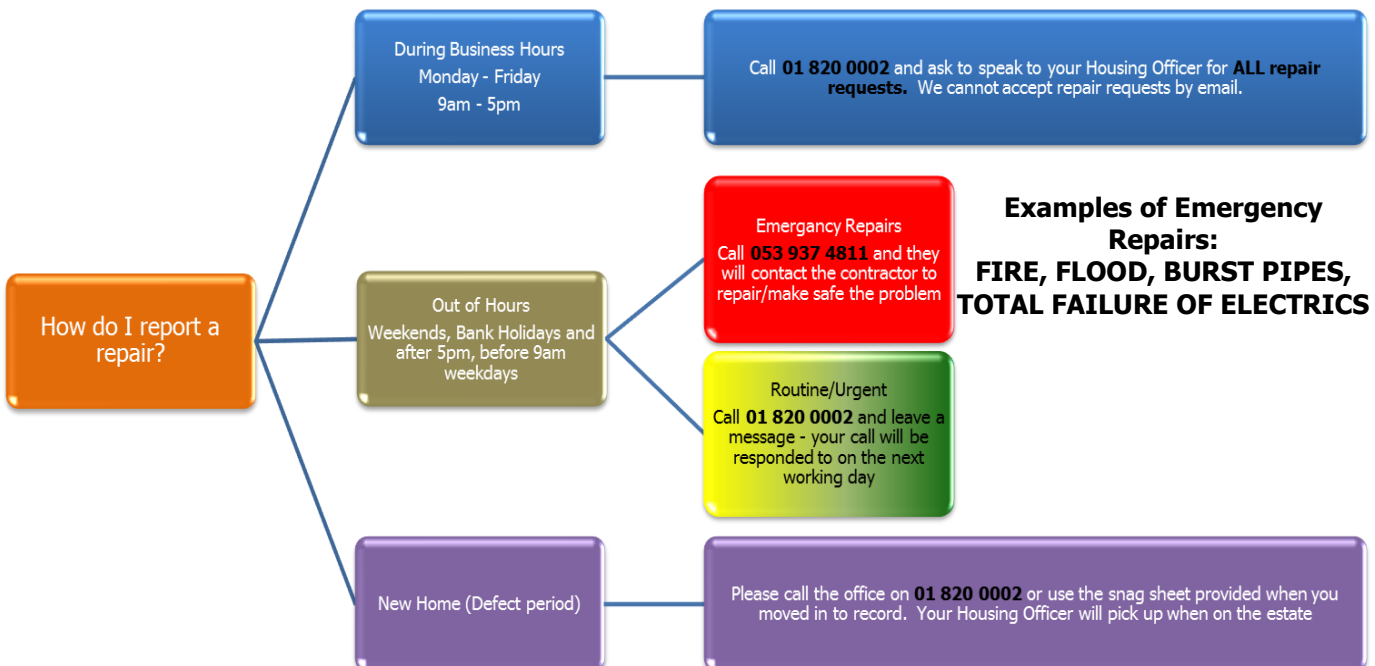 How do I report a
repair?
During Business Hours
Monday - Friday
9am - 5pm
Call 01 820 0002 and ask to speak to your Housing Officer for ALL repair
requests. We cannot accept repair requests by email.
Out of Hours
Weekends, Bank Holidays and
after 5pm, before 9am
weekdays
Emergancy Repairs
Call 053 937 4811 and they
will contact the contractor to
repair/make safe the problem
Examples of Emergency
Repairs:
FIRE, FLOOD, BURST PIPES,
TOTAL FAILURE OF ELECTRICS
Routine/Urgent
Call 01 820 0002 and leave a
message - your call will be
responded to on the next
working day
New Home (Defect period)
Please call the office on 01 820 0002 or use the snag sheet provided when you
moved in to record. Your Housing Officer will pick up when on the estate